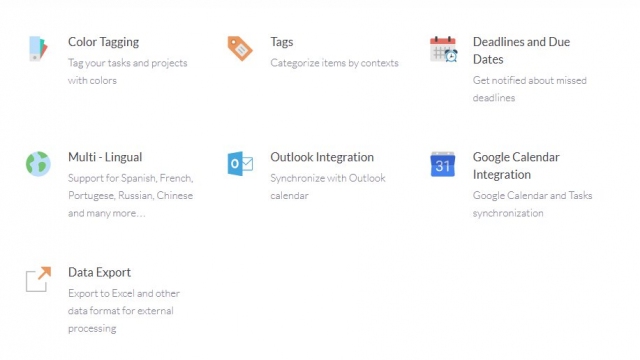 Color Tagging
Tag your tasks and projects
with colors
Tags
Categorize items by contexts
Deadlines and Due
Dates
Get notified about missed
deadlines
Multi - Lingual
Support for Spanish, French,
Portugese, Russian, Chinese
and many more...
Outlook Integration
Synchronize with Outlook
calendar
31
Google Calendar
Integration
Google Calendar and Tasks
synchronization
Data Export
Export to Excel and other
data format for external
processing